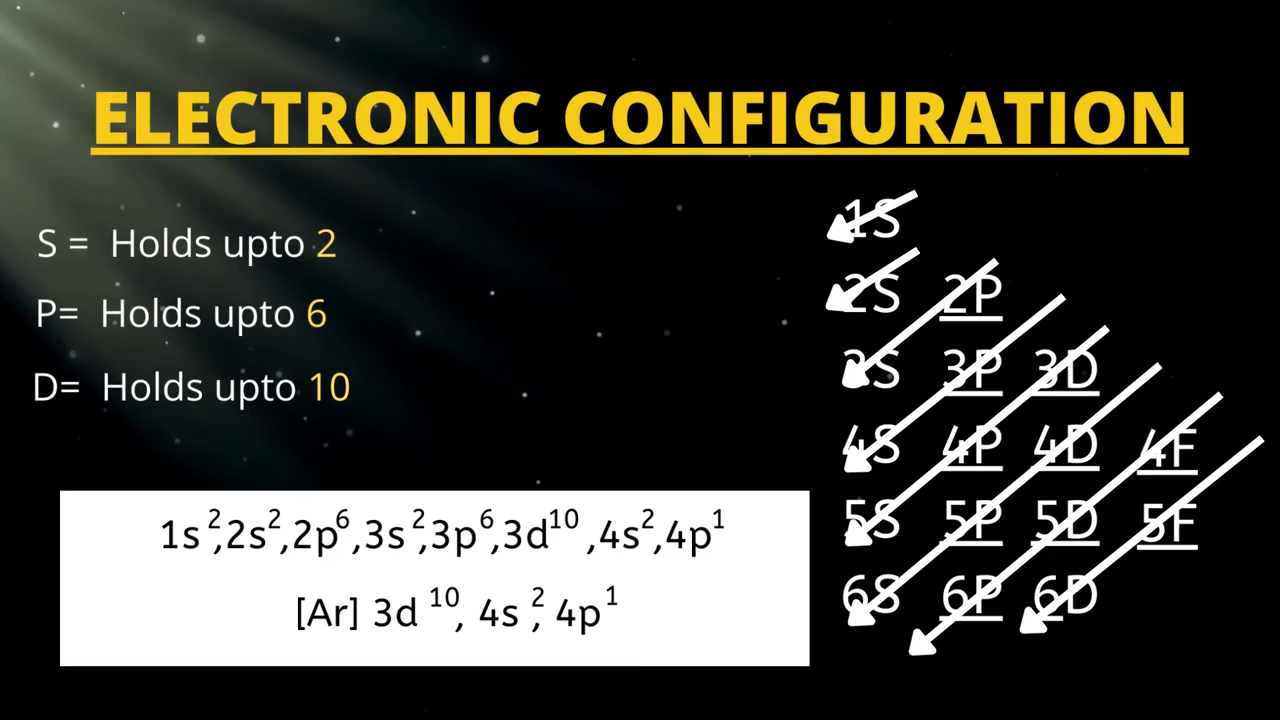 ELECTRONIC CONFIGURATION
S = Holds upto 2
P= Holds upto 6
D= Holds upto 10
1S
2S 2P
3S 3P 3D
4S 4P 4D 4F
5S 5P 5D 5F
6S 6P 6D
1s²,2s²,2p⁶,3s²,3p⁶,3d¹⁰,4s²,4p¹
[Ar] 3d¹⁰, 4s², 4p¹